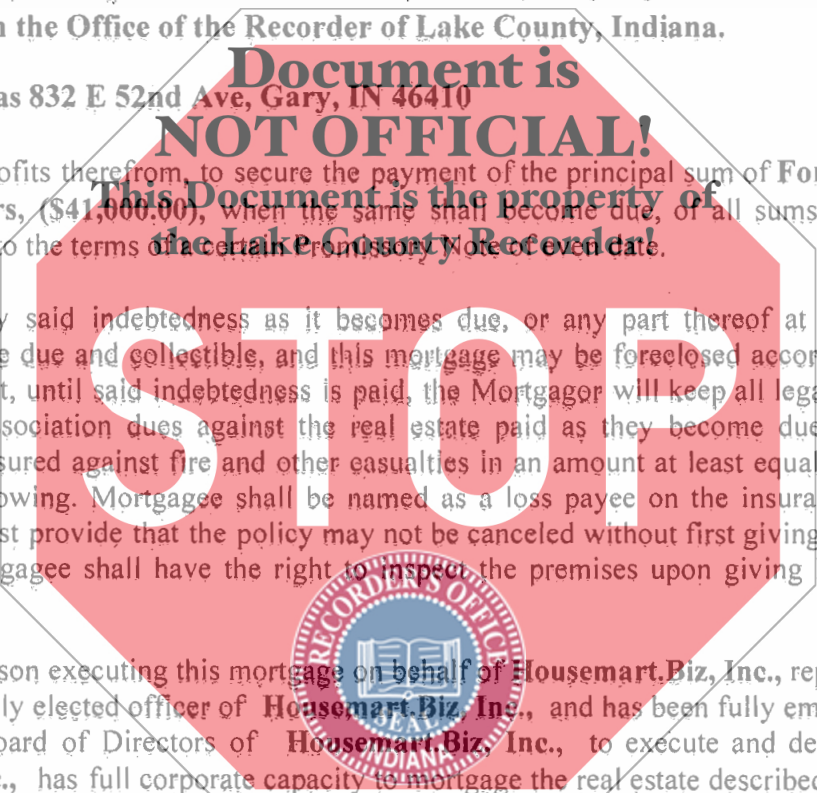 n the Office of the Recorder of Lake County, Indiana.
Document is
as 832 E 52nd Ave, Gary, IN 46410
NOT OFFICIAL!
ofits therefrom, to secure the payment of the principal sum of For
This Document is the property of
rs, ($41,000.00), when the same shall become due, of all sums
the Lake County Recorder!
o the terms of a certain Promissory Note of even date.
STOP
y said indebtedness as it becomes due, or any part thereof at
e due and collectible, and this mortgage may be foreclosed accor
t, until said indebtedness is paid, the Mortgagor will keep all lega
ssociation dues against the real estate paid as they become due
sured against fire and other casualties in an amount at least equal
owing. Mortgagee shall be named as a loss payee on the insura
st provide that the policy may not be canceled without first giving
gagee shall have the right to inspect the premises upon giving
RECORDER'S OFFICE
SEAL
INDIANA
son executing this mortgage on behalf of Housemart.Biz, Inc., rep
ly elected officer of Housemart.Biz, Inc., and has been fully em
oard of Directors of Housemart.Biz, Inc., to execute and de
c., has full corporate capacity to mortgage the real estate described